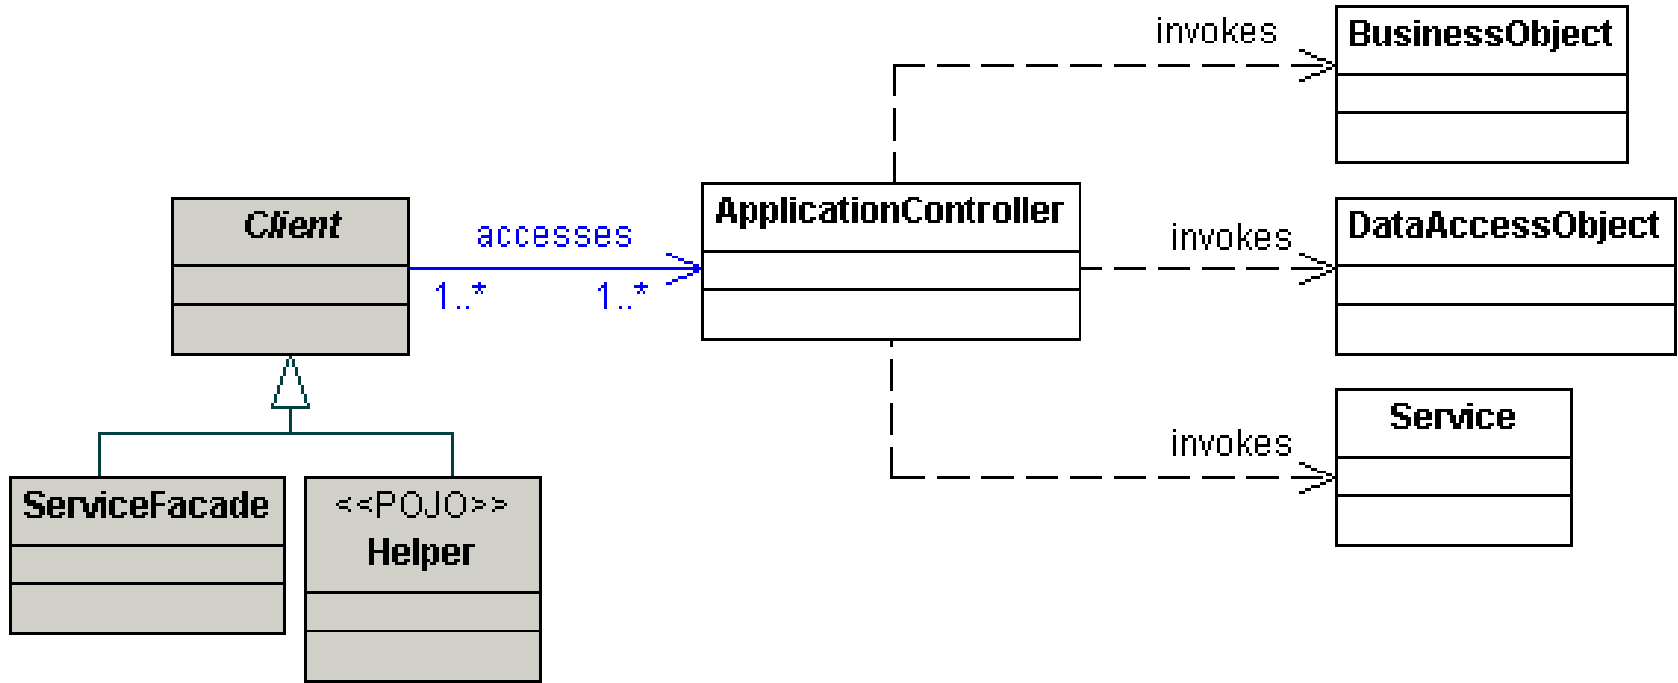 invokes
BusinessObject
Client
accesses
1..*
1..*
ApplicationController
invokes
DataAccessObject
invokes
Service
ServiceFacade
<<POJO>>
Helper